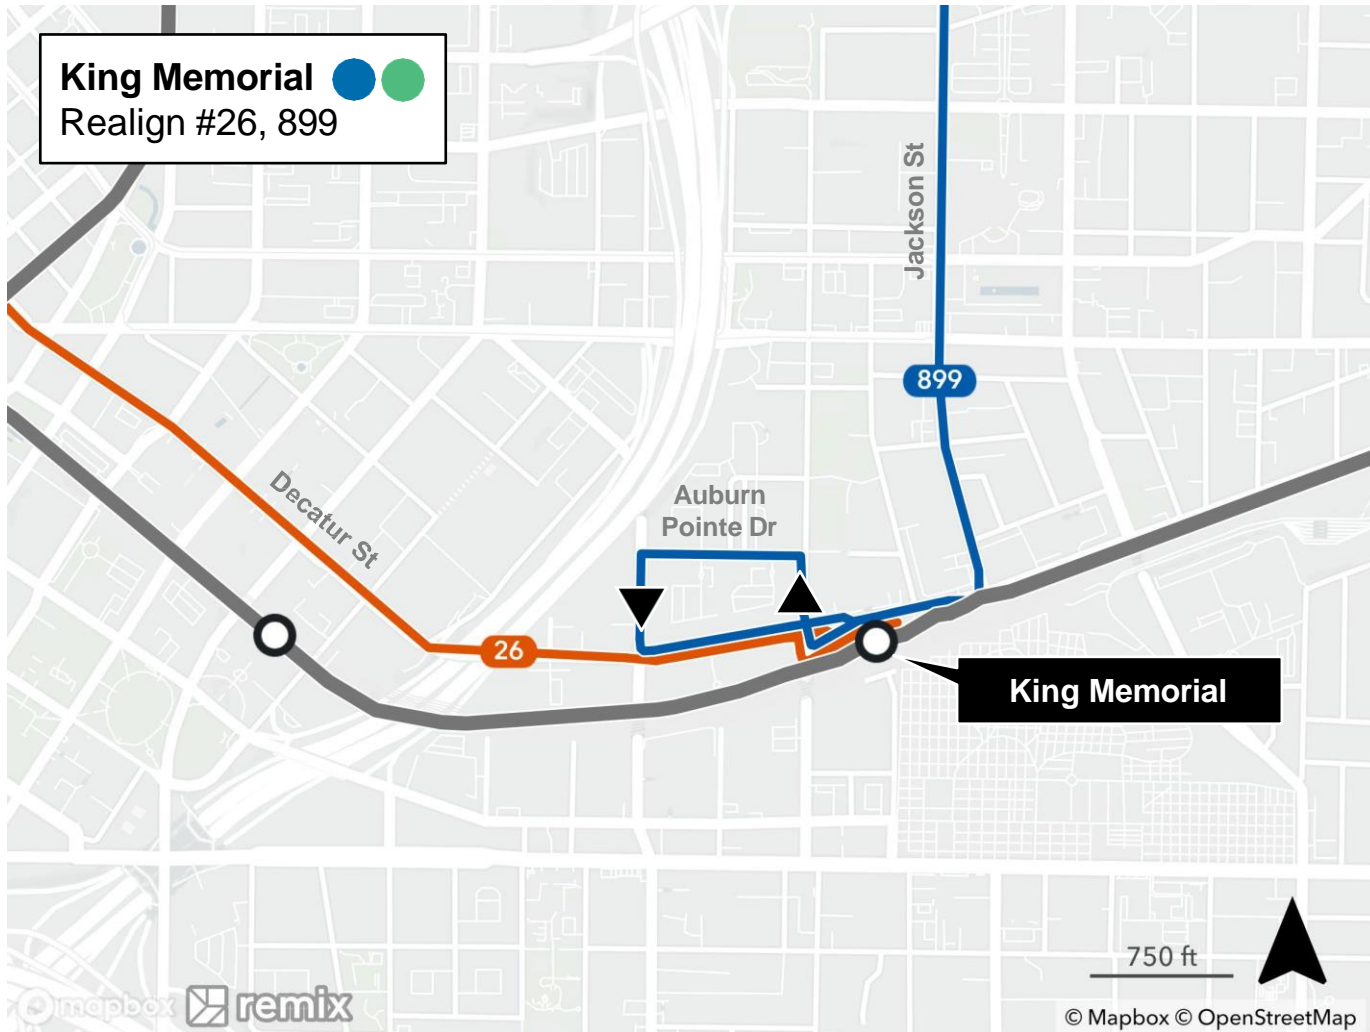 King Memorial
Realign #26, 899
Jackson St
899
Decatur St
Auburn
Pointe Dr
26
King Memorial
750 ft
mapbox remix
© Mapbox © OpenStreetMap